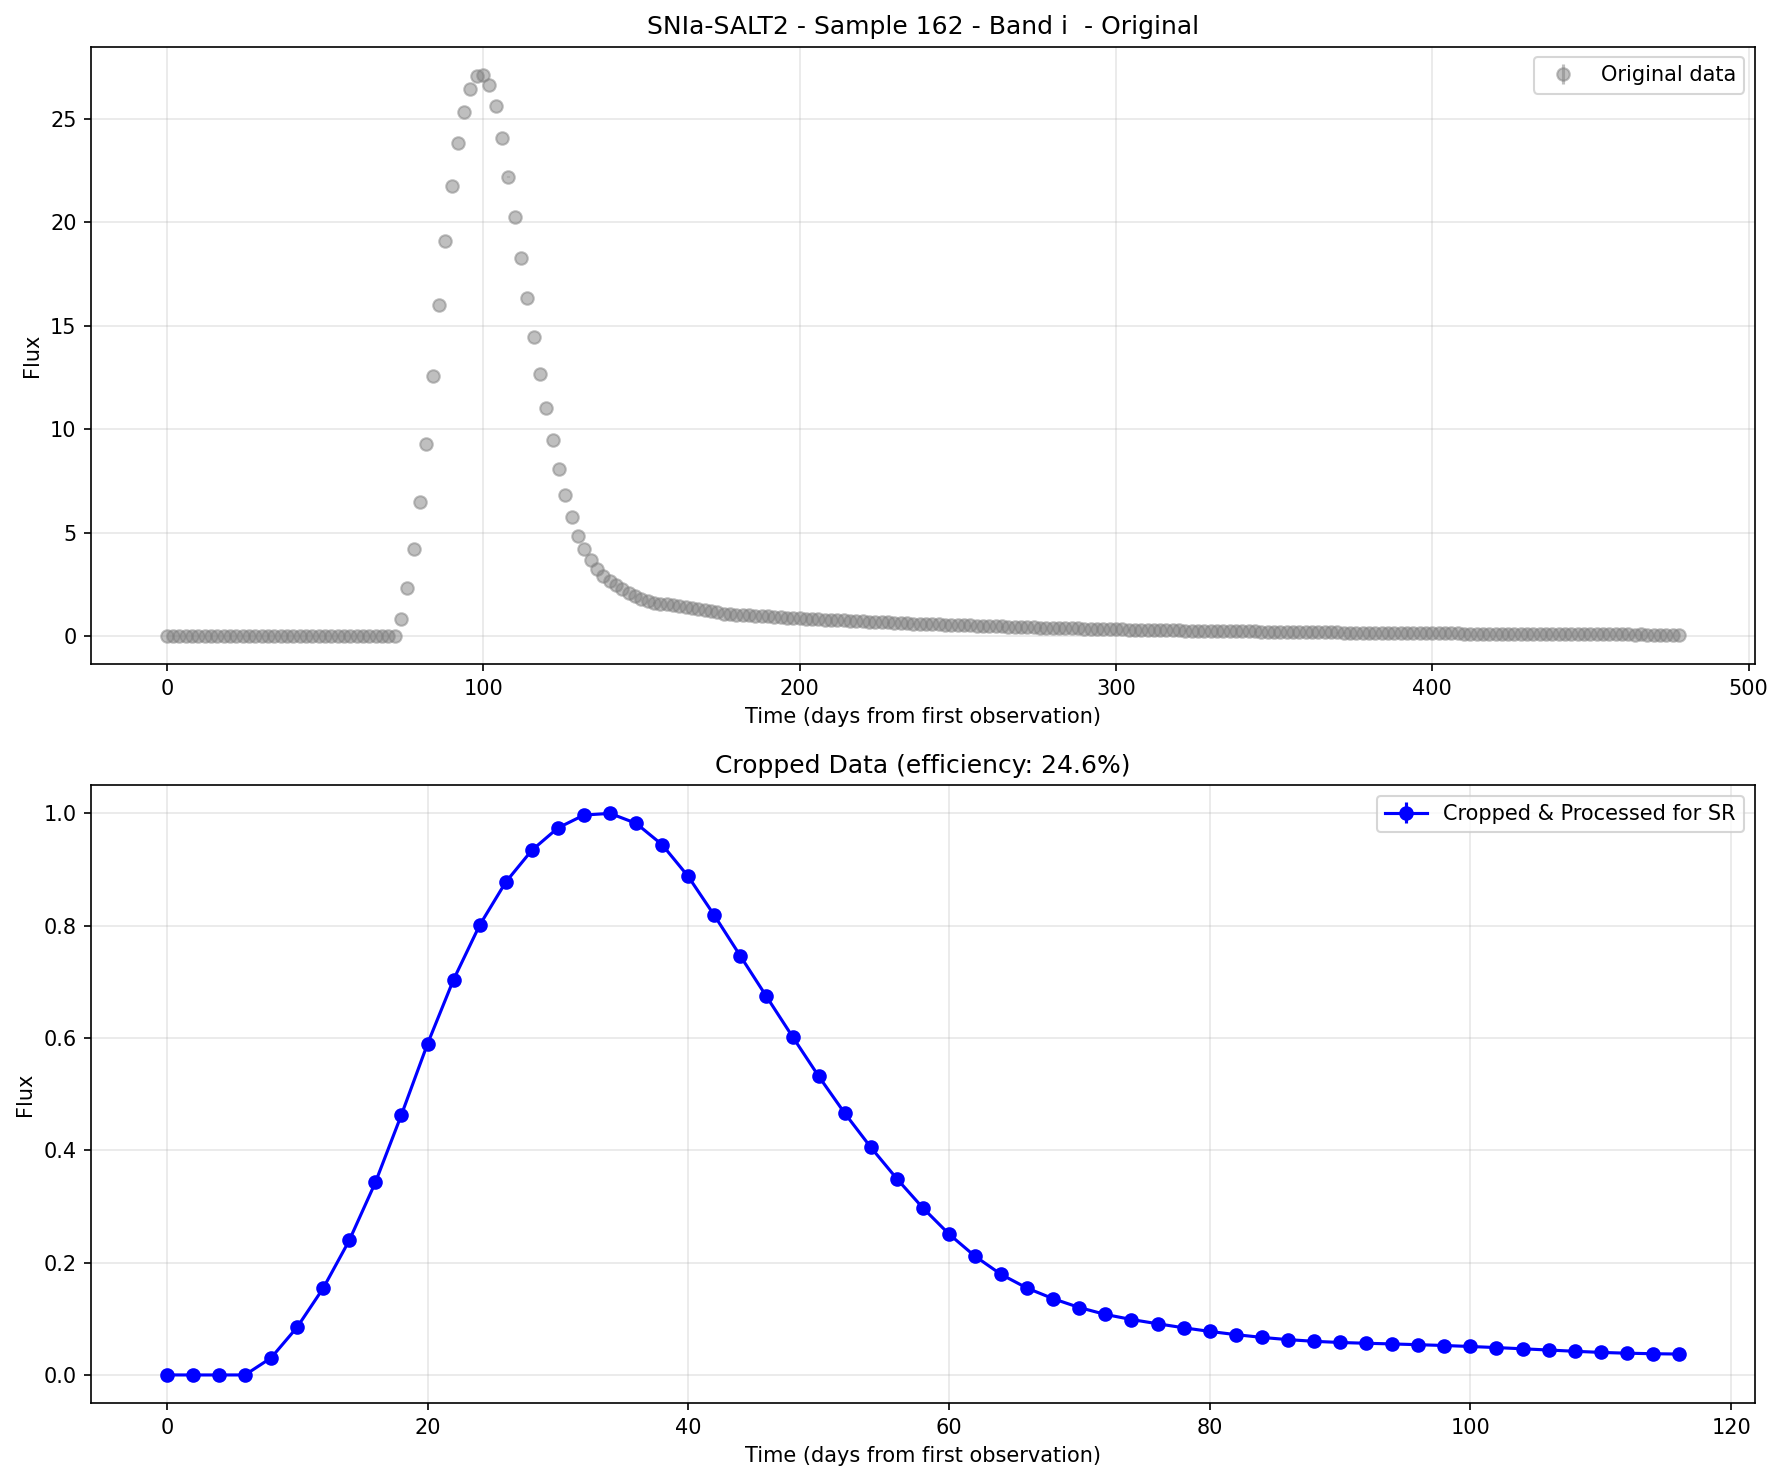 SNIa-SALT2 - Sample 162 - Band i  - Original
Original data
25
20
15
10
5
0
Flux
0 100 200 300 400 500
Time (days from first observation)
Cropped Data (efficiency: 24.6%)
Cropped & Processed for SR
1.0
0.8
0.6
0.4
0.2
0.0
Flux
0 20 40 60 80 100 120
Time (days from first observation)